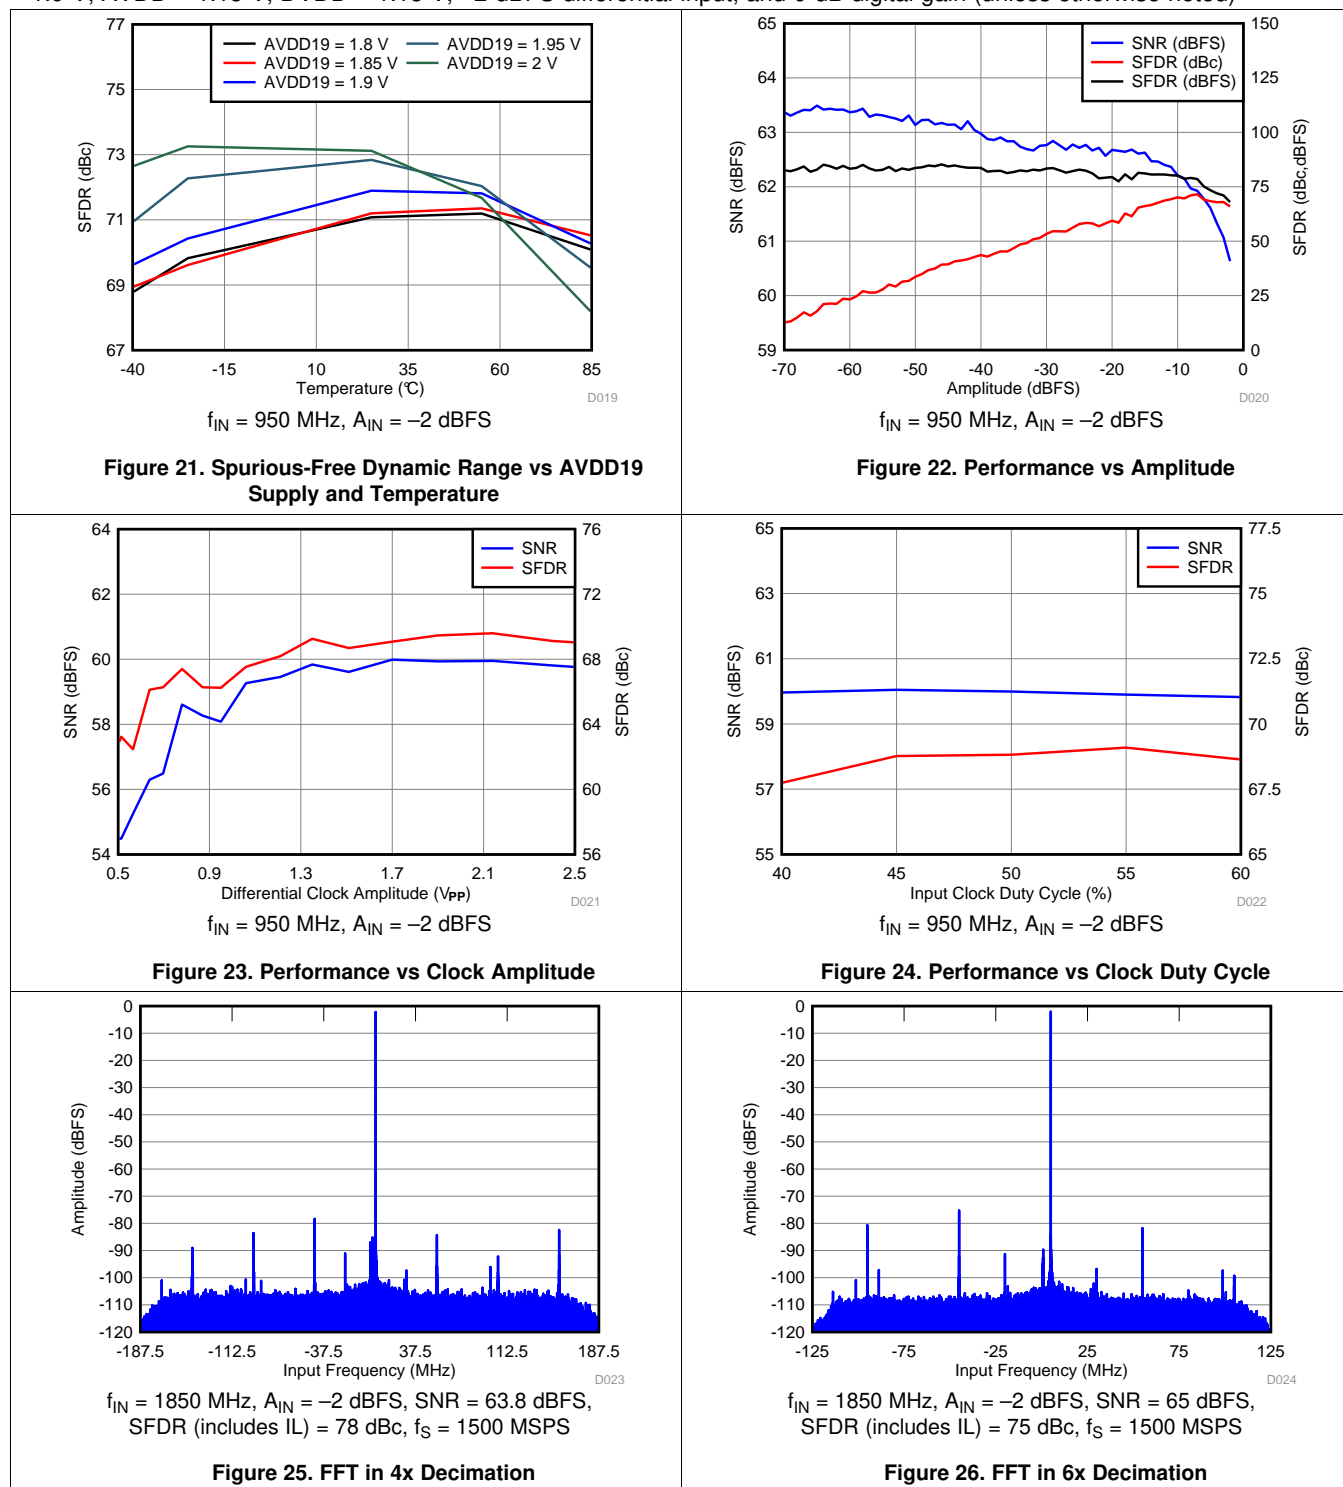 77
75
73
71
69
67
SFDR (dBc)
AVDD19 = 1.8 V
AVDD19 = 1.85 V
AVDD19 = 1.9 V
AVDD19 = 1.95 V
AVDD19 = 2 V
-40 -15 10 35 60 85
Temperature (°C)
D019
fIN = 950 MHz, AIN = –2 dBFS
Figure 21. Spurious-Free Dynamic Range vs AVDD19
Supply and Temperature
65
64
63
62
61
60
59
SNR (dBFS)
SNR (dBFS)
SFDR (dBc)
SFDR (dBFS)
150
125
100
75
50
25
0
SFDR (dBc,dBFS)
-70 -60 -50 -40 -30 -20 -10 0
Amplitude (dBFS)
D020
fIN = 950 MHz, AIN = –2 dBFS
Figure 22. Performance vs Amplitude
64
62
60
58
56
54
SNR (dBFS)
SNR
SFDR
76
72
68
64
60
56
SFDR (dBc)
0.5 0.9 1.3 1.7 2.1 2.5
Differential Clock Amplitude (VPP)
D021
fIN = 950 MHz, AIN = –2 dBFS
Figure 23. Performance vs Clock Amplitude
65
63
61
59
57
55
SNR (dBFS)
SNR
SFDR
77.5
75
72.5
70
67.5
65
SFDR (dBc)
40 45 50 55 60
Input Clock Duty Cycle (%)
D022
fIN = 950 MHz, AIN = –2 dBFS
Figure 24. Performance vs Clock Duty Cycle
0
-10
-20
-30
-40
-50
-60
-70
-80
-90
-100
-110
-120
Amplitude (dBFS)
-187.5 -112.5 -37.5 37.5 112.5 187.5
Input Frequency (MHz)
D023
fIN = 1850 MHz, AIN = –2 dBFS, SNR = 63.8 dBFS,
SFDR (includes IL) = 78 dBc, fS = 1500 MSPS
Figure 25. FFT in 4x Decimation
0
-10
-20
-30
-40
-50
-60
-70
-80
-90
-100
-110
-120
Amplitude (dBFS)
-125 -75 -25 25 75 125
Input Frequency (MHz)
D024
fIN = 1850 MHz, AIN = –2 dBFS, SNR = 65 dBFS,
SFDR (includes IL) = 75 dBc, fS = 1500 MSPS
Figure 26. FFT in 6x Decimation